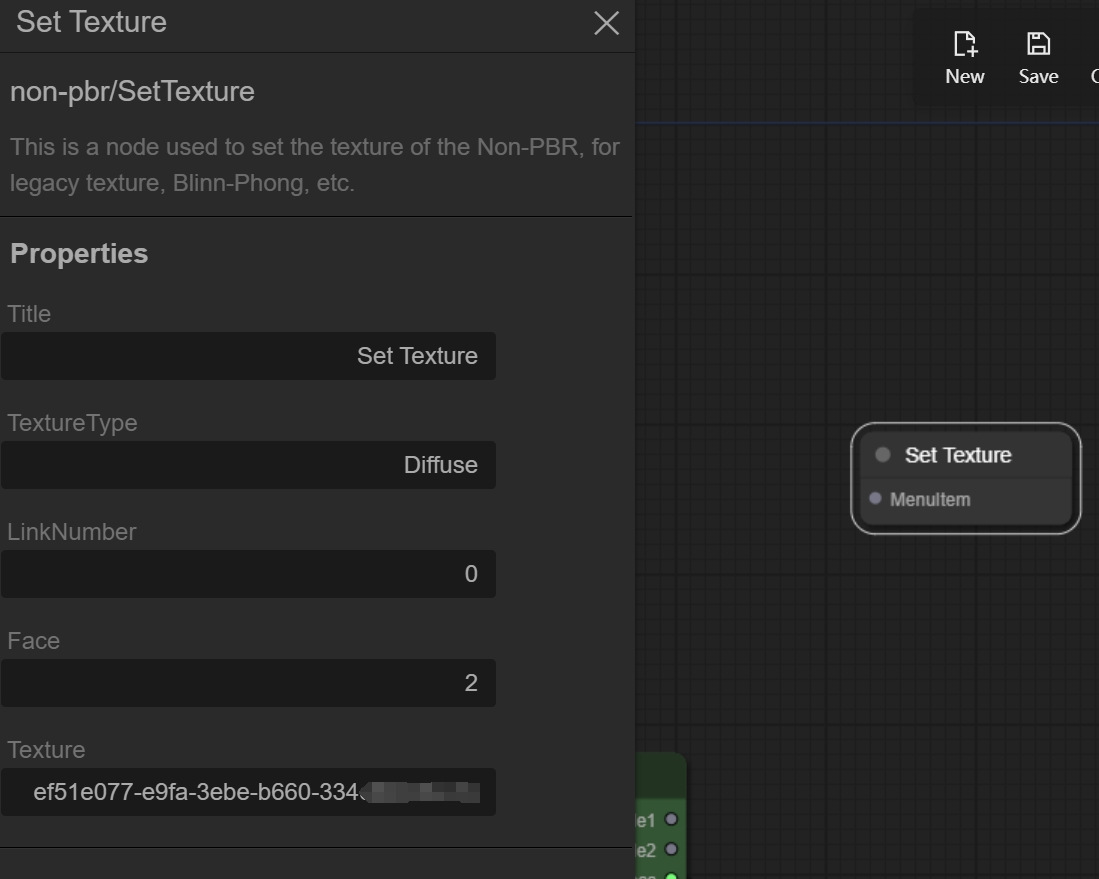 Set Texture
New
Save
non-pbr/SetTexture
This is a node used to set the texture of the Non-PBR, for
legacy texture, Blinn-Phong, etc.
Properties
Title
Set Texture
TextureType
Diffuse
LinkNumber
0
Face
2
Texture
ef51e077-e9fa-3ebe-b660-334
Set Texture
MenuItem
e1
e2